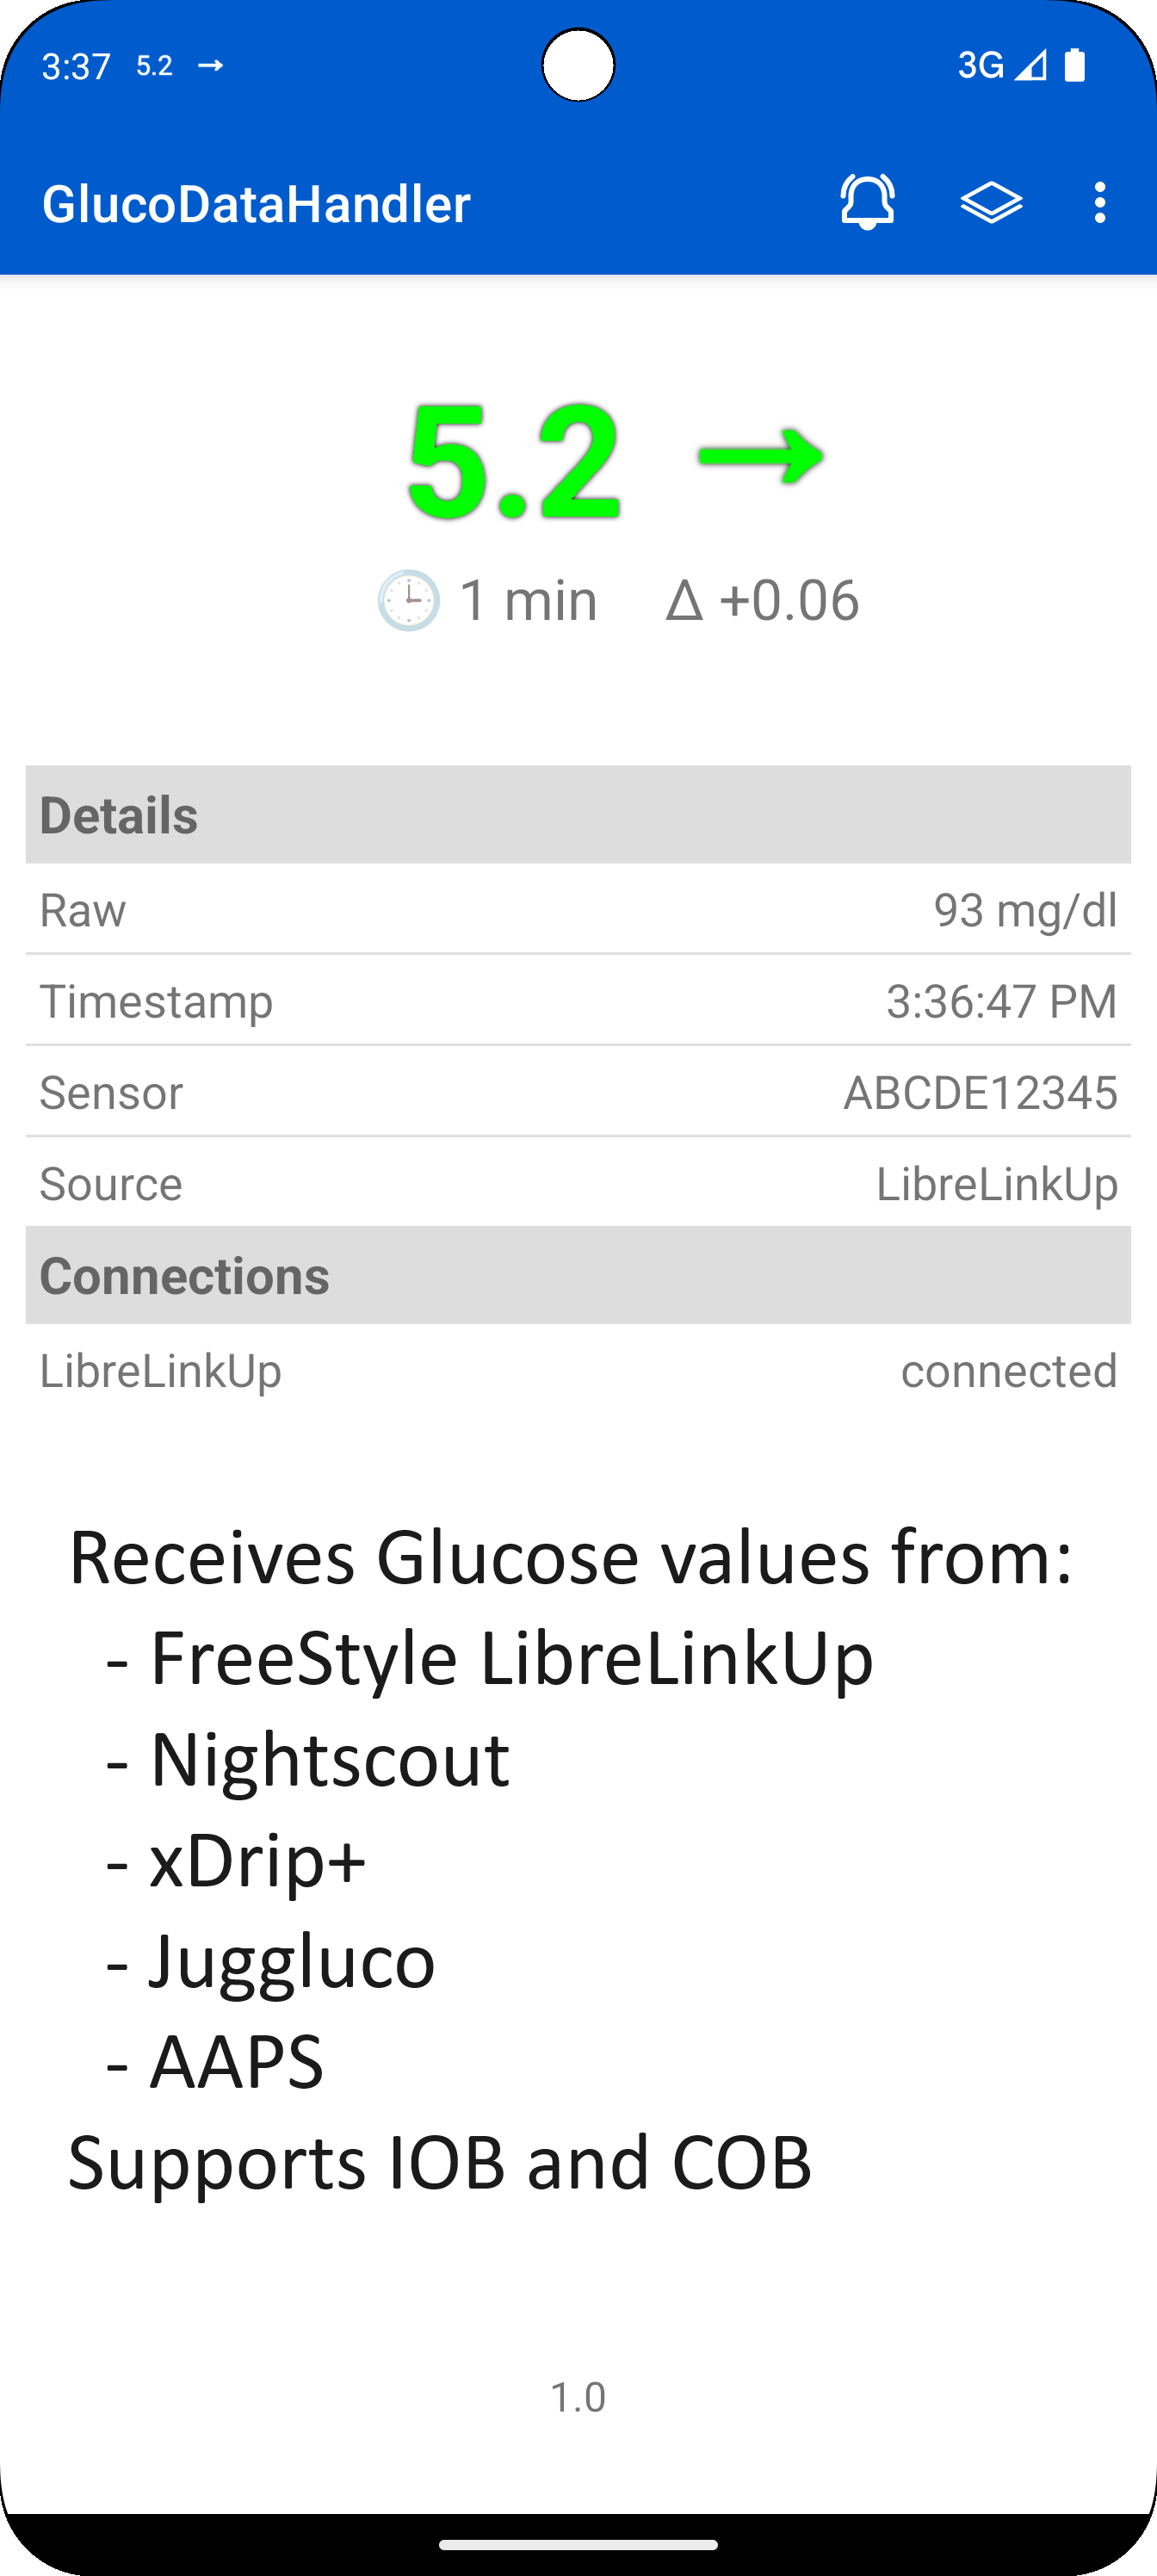 3:37 5.2 → 3G
GlucoDataHandler
5.2 →
🕒 1 min Δ +0.06
Details
Raw 93 mg/dl
Timestamp 3:36:47 PM
Sensor ABCDE12345
Source LibreLinkUp
Connections
LibreLinkUp connected
Receives Glucose values from:
- FreeStyle LibreLinkUp
- Nightscout
- xDrip+
- Juggluco
- AAPS
Supports IOB and COB
1.0